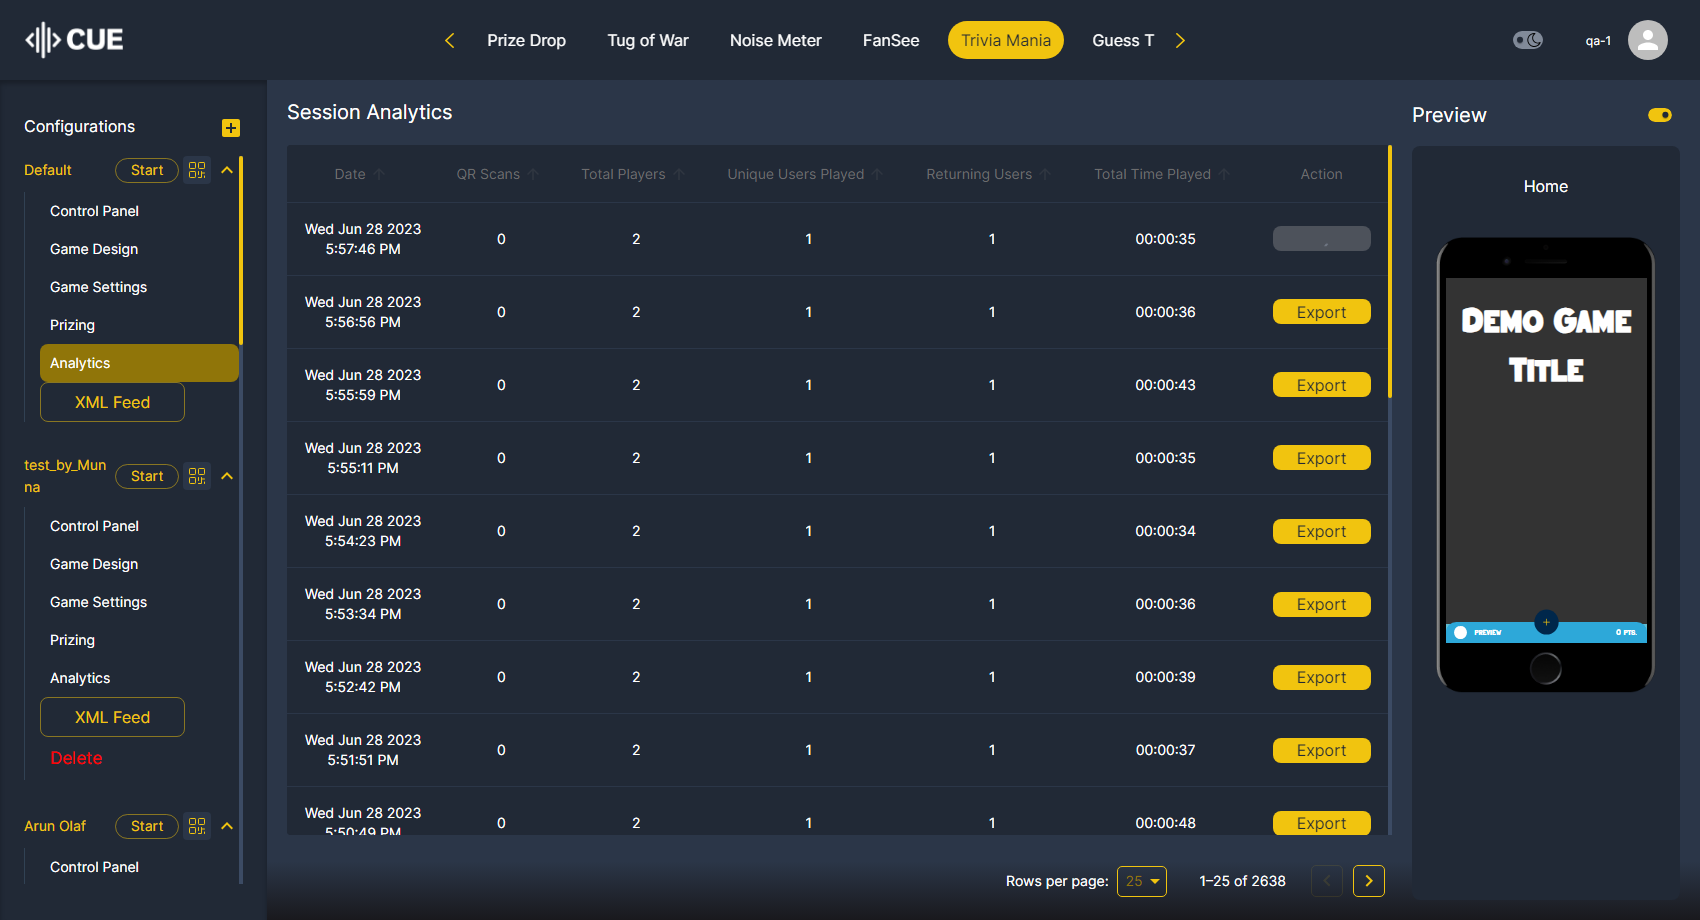 CUE
Prize Drop Tug of War Noise Meter FanSee Trivia Mania Guess T
qa-1
Configurations
Default Start
Control Panel
Game Design
Game Settings
Prizing
Analytics
XML Feed
test_by_Mun
na
Start
Control Panel
Game Design
Game Settings
Prizing
Analytics
XML Feed
Delete
Arun Olaf Start
Control Panel
Session Analytics
Date QR Scans Total Players Unique Users Played Returning Users Total Time Played Action
Wed Jun 28 2023
5:57:46 PM
0 2 1 1 00:00:35
Wed Jun 28 2023
5:56:56 PM
0 2 1 1 00:00:36 Export
Wed Jun 28 2023
5:55:59 PM
0 2 1 1 00:00:43 Export
Wed Jun 28 2023
5:55:11 PM
0 2 1 1 00:00:35 Export
Wed Jun 28 2023
5:54:23 PM
0 2 1 1 00:00:34 Export
Wed Jun 28 2023
5:53:34 PM
0 2 1 1 00:00:36 Export
Wed Jun 28 2023
5:52:42 PM
0 2 1 1 00:00:39 Export
Wed Jun 28 2023
5:51:51 PM
0 2 1 1 00:00:37 Export
Wed Jun 28 2023
5:50:49 PM
0 2 1 1 00:00:48 Export
Rows per page: 25 1–25 of 2638
Preview
Home
Demo Game
Title
PREVIEW + 0 PTS.